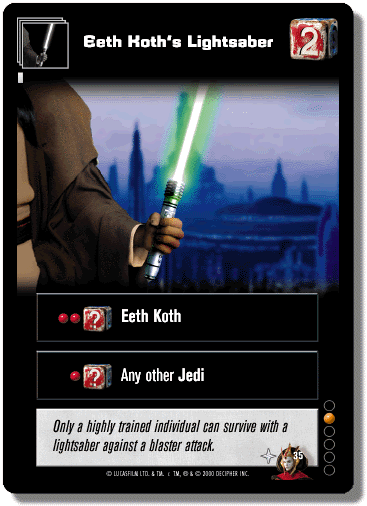 Eeth Koth's Lightsaber
2
? Eeth Koth
? Any other Jedi
Only a highly trained individual can survive with a
lightsaber against a blaster attack.
35
© LUCASFILM LTD. & TM. ® & © 2000 DECIPHER INC.